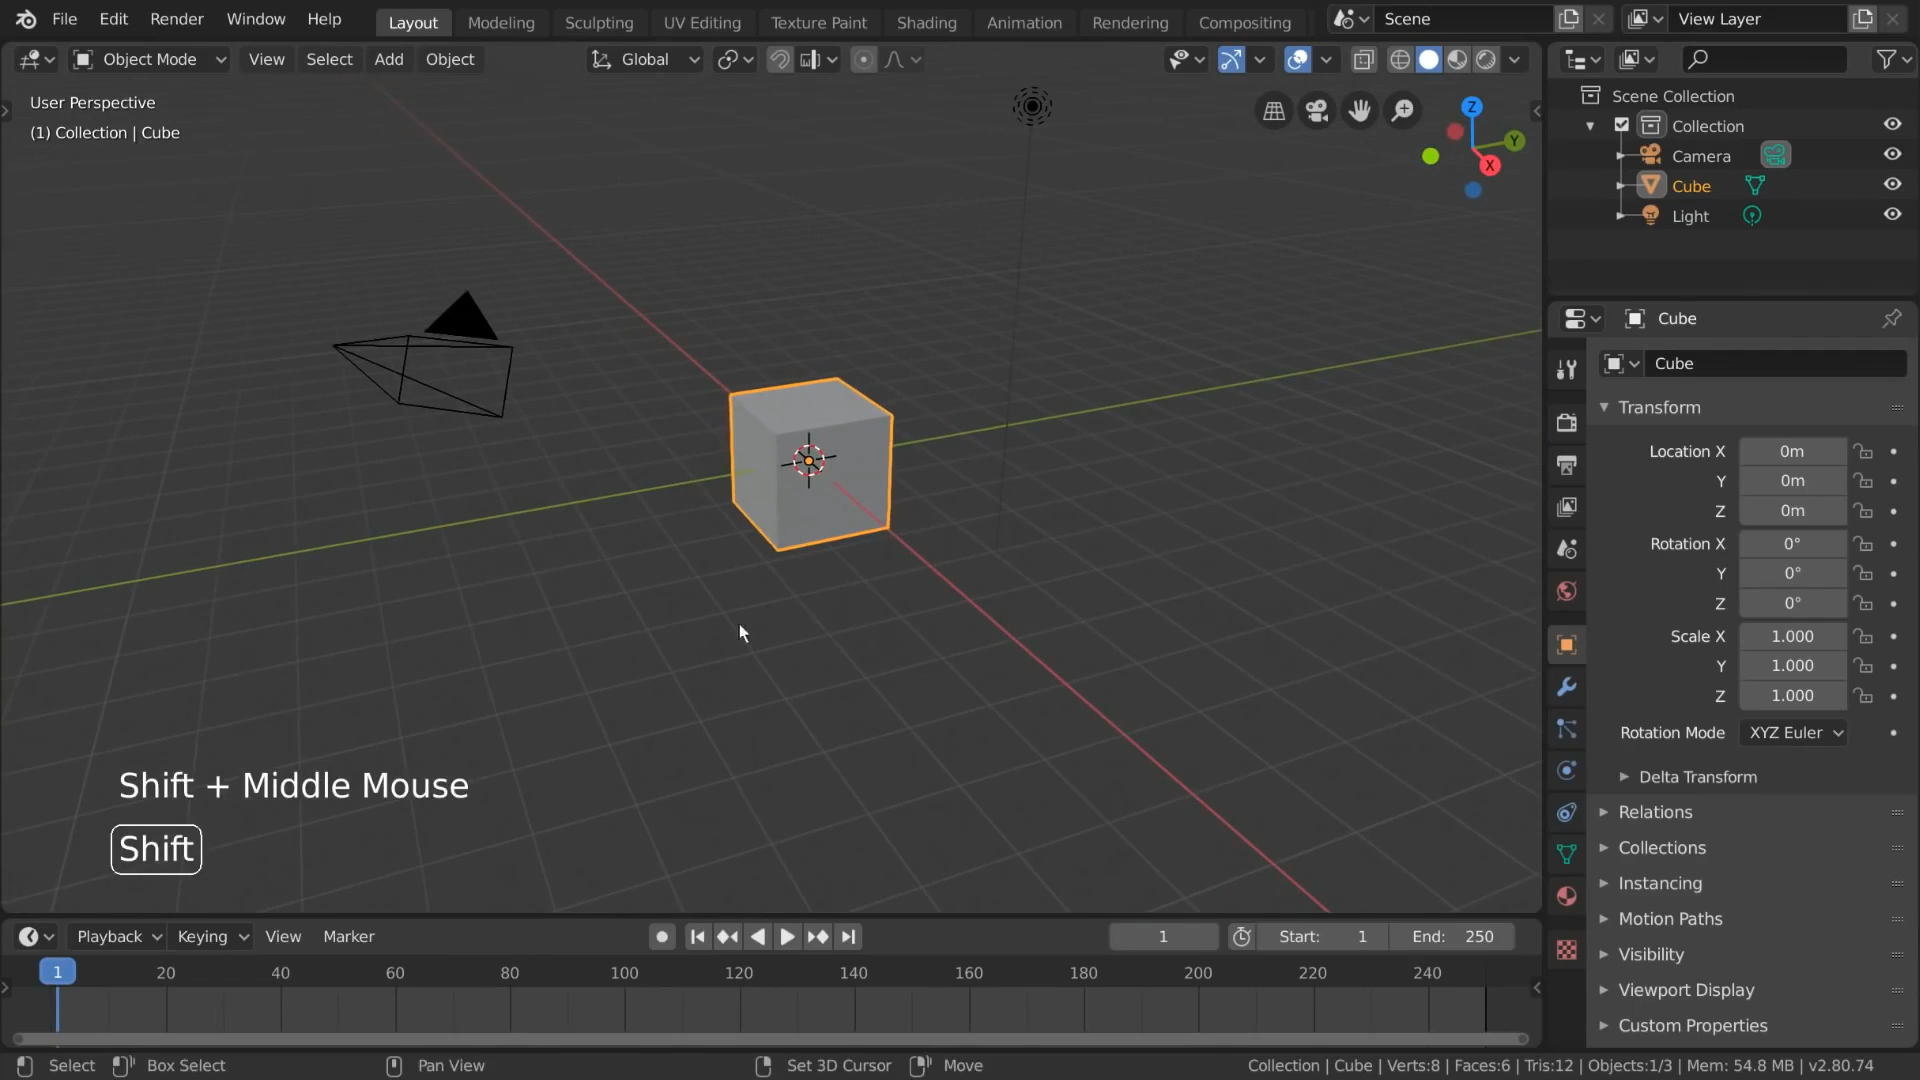 File Edit Render Window Help Layout Modeling Sculpting UV Editing Texture Paint Shading Animation Rendering Compositing Scene View Layer
Object Mode View Select Add Object Global
User Perspective
(1) Collection | Cube
Z
Y
X
Scene Collection
Collection
Camera
Cube
Light
Cube
Cube
Transform
Location X 0m
Y 0m
Z 0m
Rotation X 0°
Y 0°
Z 0°
Scale X 1.000
Y 1.000
Z 1.000
Rotation Mode XYZ Euler
Delta Transform
Relations
Collections
Instancing
Motion Paths
Visibility
Viewport Display
Custom Properties
Shift + Middle Mouse
Shift
Playback Keying View Marker 1 Start: 1 End: 250
1 20 40 60 80 100 120 140 160 180 200 220 240
Select Box Select Pan View Set 3D Cursor Move Collection | Cube | Verts:8 | Faces:6 | Tris:12 | Objects:1/3 | Mem: 54.8 MB | v2.80.74